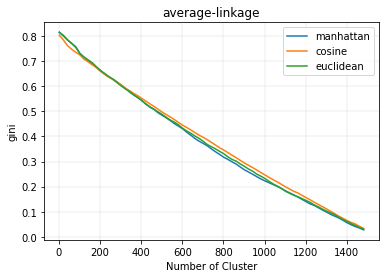 average-linkage
manhattan
cosine
euclidean
gini
0.8
0.7
0.6
0.5
0.4
0.3
0.2
0.1
0.0
0 200 400 600 800 1000 1200 1400
Number of Cluster